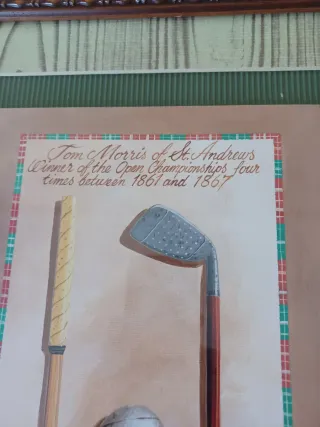 Tom Morris of St. Andrews
Winner of the Open Championships four
times between 1861 and 1867